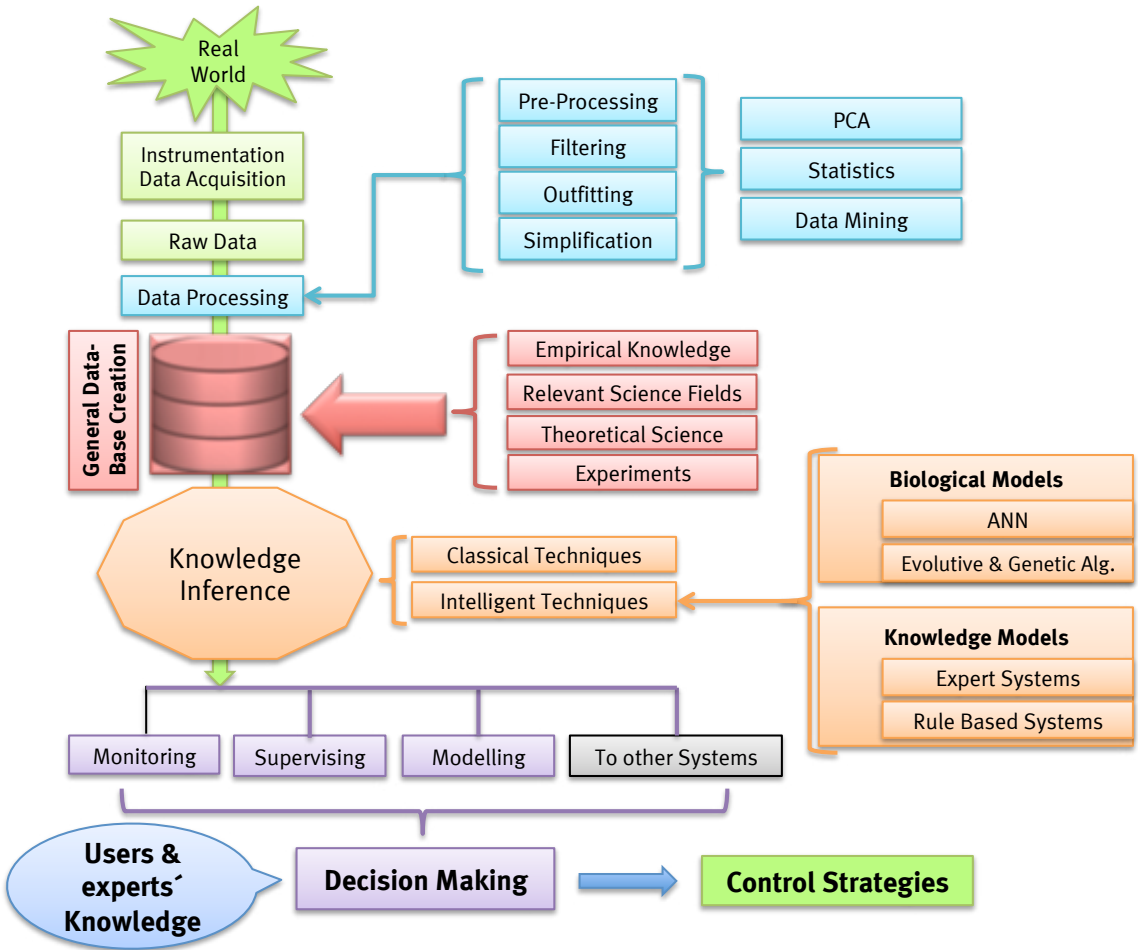 Real
World
Instrumentation
Data Acquisition
Raw Data
Data Processing
Pre-Processing
Filtering
Outfitting
Simplification
PCA
Statistics
Data Mining
General Data-
Base Creation
Empirical Knowledge
Relevant Science Fields
Theoretical Science
Experiments
Knowledge
Inference
Classical Techniques
Intelligent Techniques
Biological Models
ANN
Evolutive & Genetic Alg.
Knowledge Models
Expert Systems
Rule Based Systems
Monitoring
Supervising
Modelling
To other Systems
Users &
experts´
Knowledge
Decision Making
Control Strategies